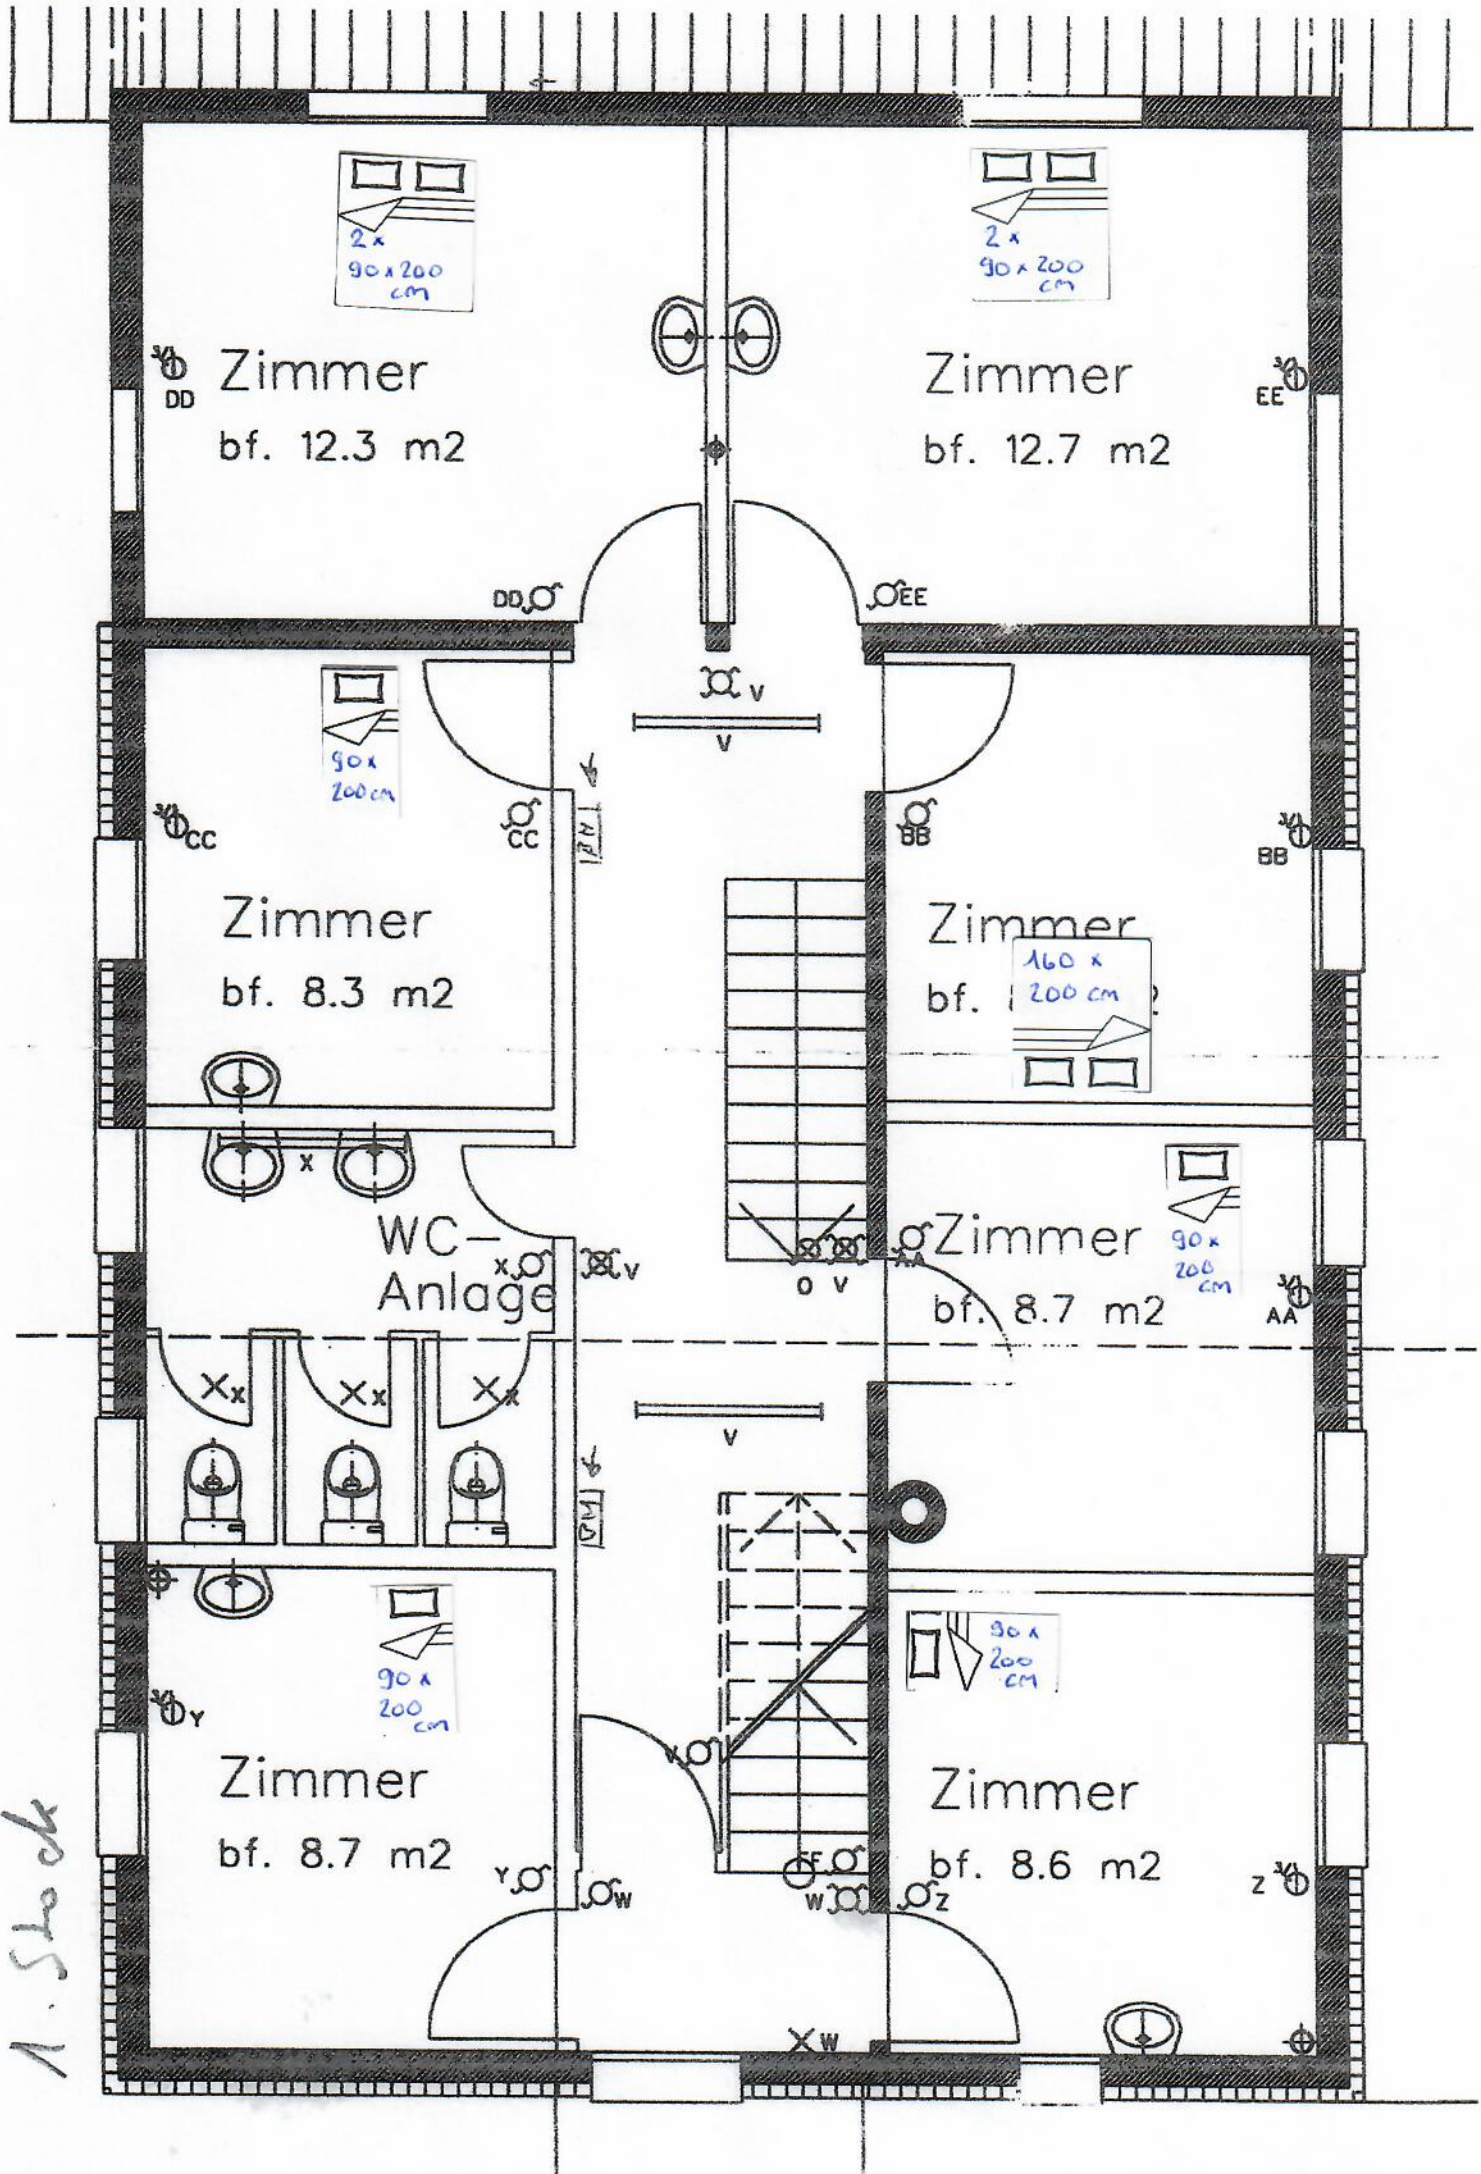 2 x
90 x 200
cm
2 x
90 x 200
cm
Zimmer
bf. 12.3 m2
DD
Zimmer
bf. 12.7 m2
EE
DD
EE
V
V
90 x
200 cm
CC
CC
BB
BB
Zimmer
bf. 8.3 m2
Zimmer
bf.
160 x
200 cm
X
WC-
Anlage
X
V
O V
AA
Zimmer
bf. 8.7 m2
90 x
200
cm
AA
X
X
X
V
90 x
200
cm
90 x
200
cm
Y
V
Zimmer
bf. 8.7 m2
Zimmer
bf. 8.6 m2
Y
W
W
Z
Z
W
1. Stock